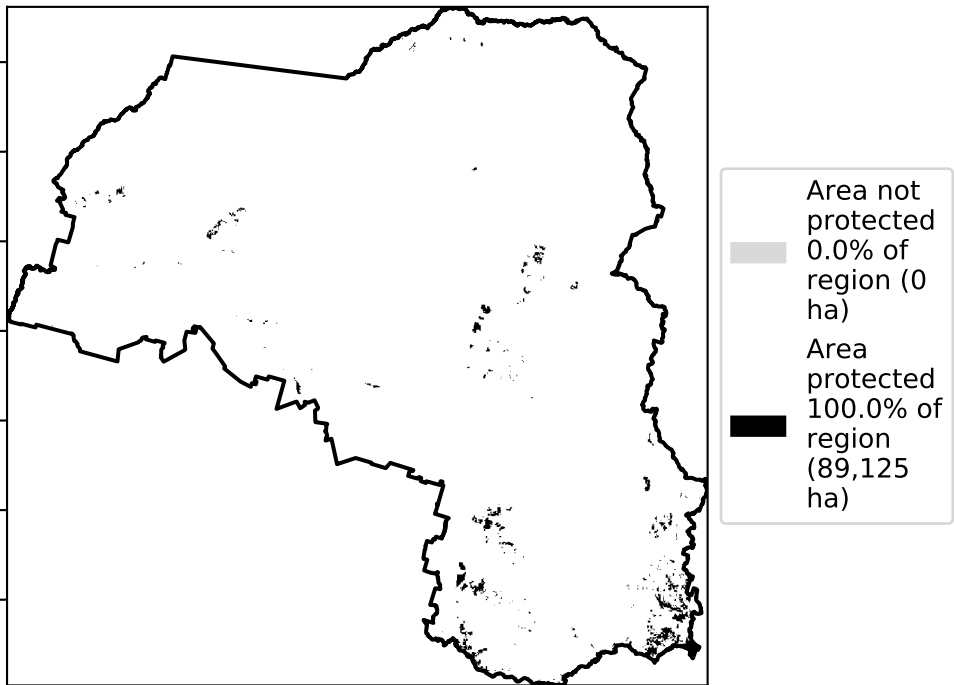 Area not
protected
0.0% of
region (0
ha)
Area
protected
100.0% of
region
(89,125
ha)